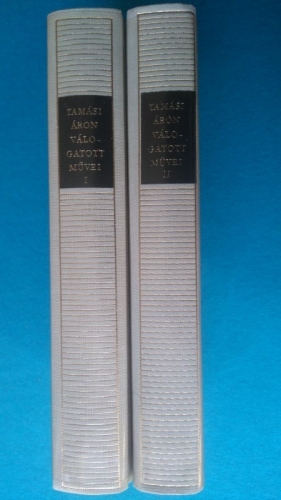 TAMÁSI
ÁRON
VÁLO-
GATOTT
MŰVEI
I
TAMÁSI
ÁRON
VÁLO-
GATOTT
MŰVEI
II